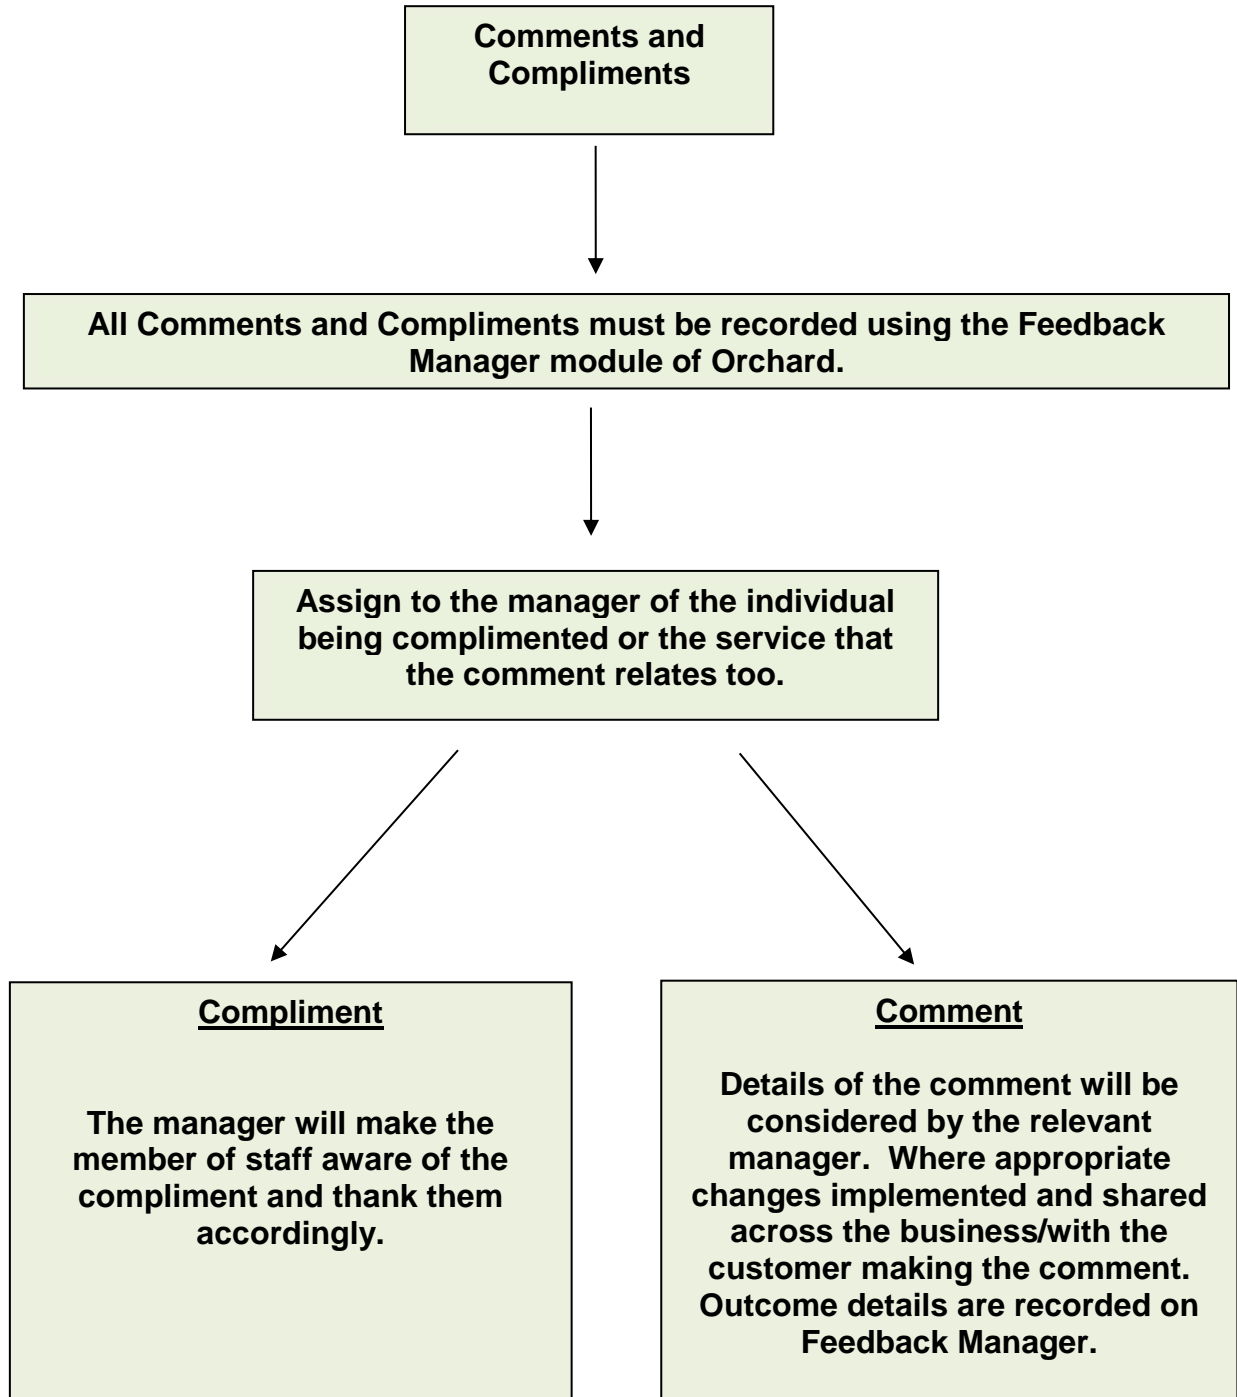 Comments and
Compliments
All Comments and Compliments must be recorded using the Feedback
Manager module of Orchard.
Assign to the manager of the individual
being complimented or the service that
the comment relates too.
Compliment
The manager will make the
member of staff aware of the
compliment and thank them
accordingly.
Comment
Details of the comment will be
considered by the relevant
manager.  Where appropriate
changes implemented and shared
across the business/with the
customer making the comment.
Outcome details are recorded on
Feedback Manager.